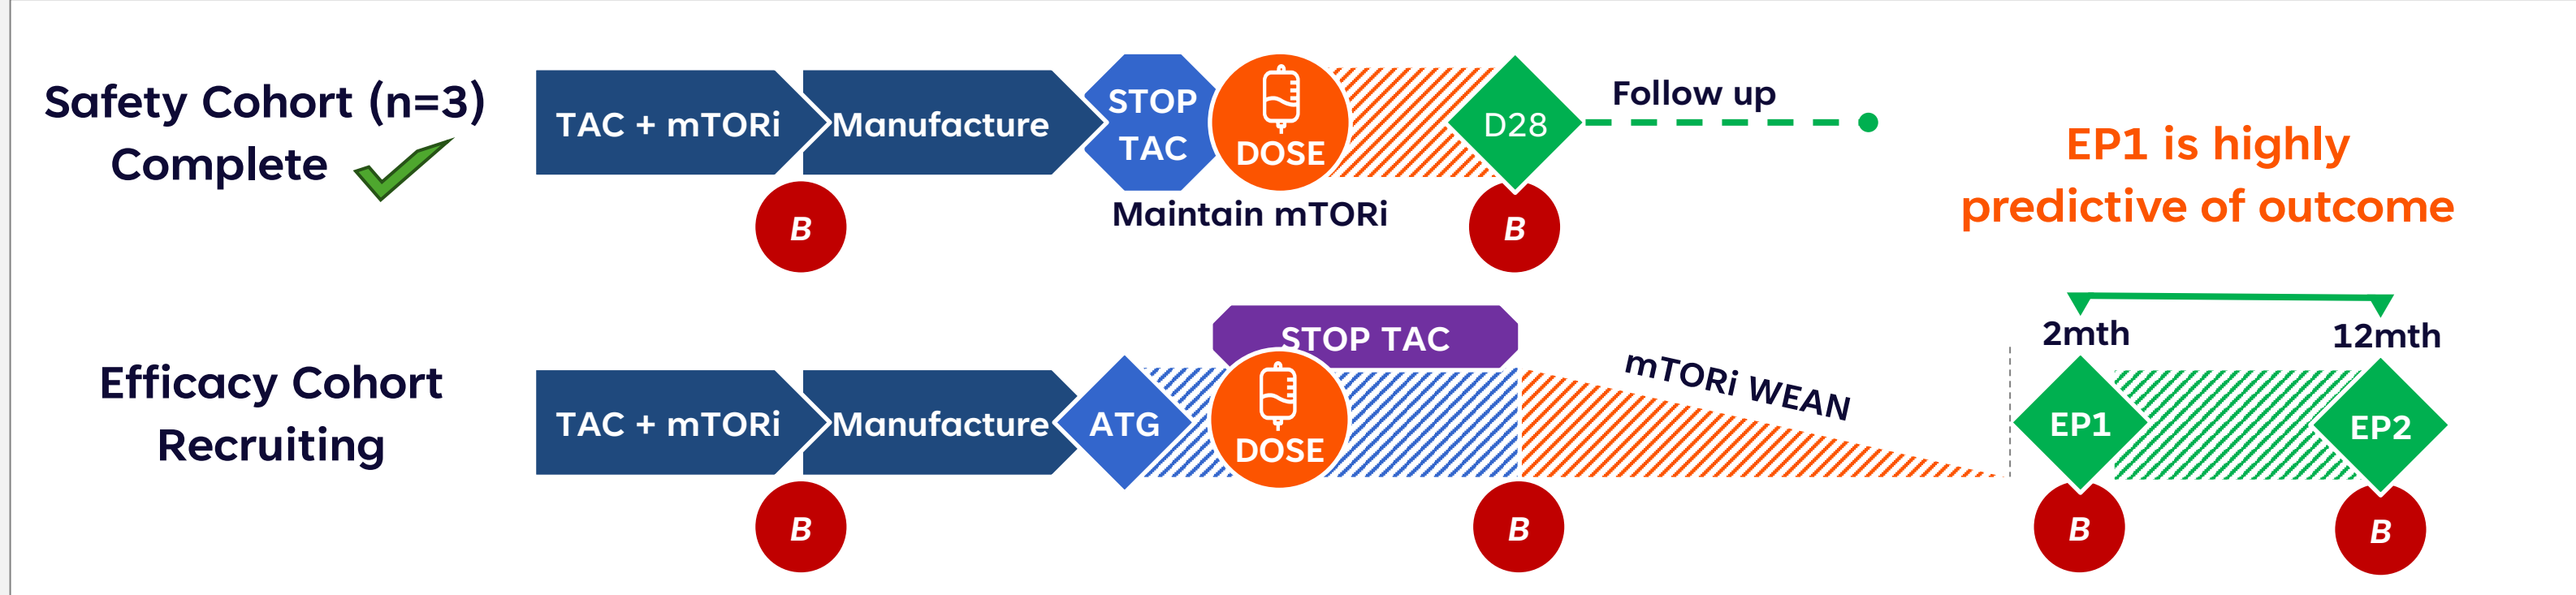 Safety Cohort (n=3)
Complete
TAC + mTORi
Manufacture
STOP
TAC
DOSE
D28
Follow up
Maintain mTORi
B
B
EP1 is highly
predictive of outcome
Efficacy Cohort
Recruiting
TAC + mTORi
Manufacture
ATG
STOP TAC
DOSE
mTORi WEAN
2mth
12mth
EP1
EP2
B
B
B
B